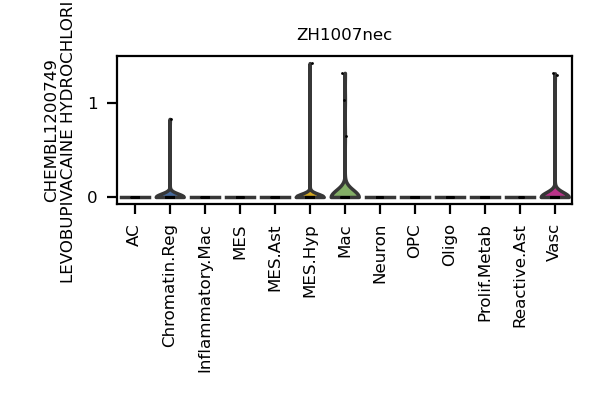 ZH1007nec
CHEMBL1200749
LEVOBUPIVACAINE HYDROCHLORI
1
0
AC
Chromatin.Reg
Inflammatory.Mac
MES
MES.Ast
MES.Hyp
Mac
Neuron
OPC
Oligo
Prolif.Metab
Reactive.Ast
Vasc